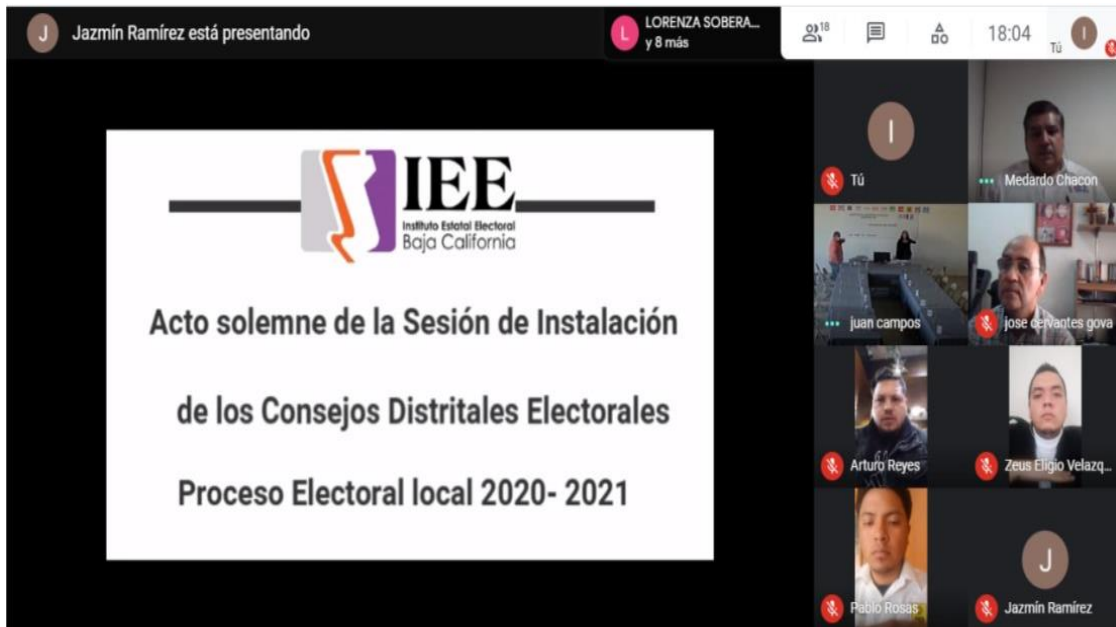 J Jazmín Ramírez está presentando
L LORENZA SOBERA...
y 8 más
18
18:04
Tú
I
IEE
Instituto Estatal Electoral
Baja California
Acto solemne de la Sesión de Instalación
de los Consejos Distritales Electorales
Proceso Electoral local 2020- 2021
I
Tú
Medardo Chacon
juan campos
jose cervantes gova
Arturo Reyes
Zeus Eligio Velazq...
Pablo Rosas
J
Jazmín Ramírez